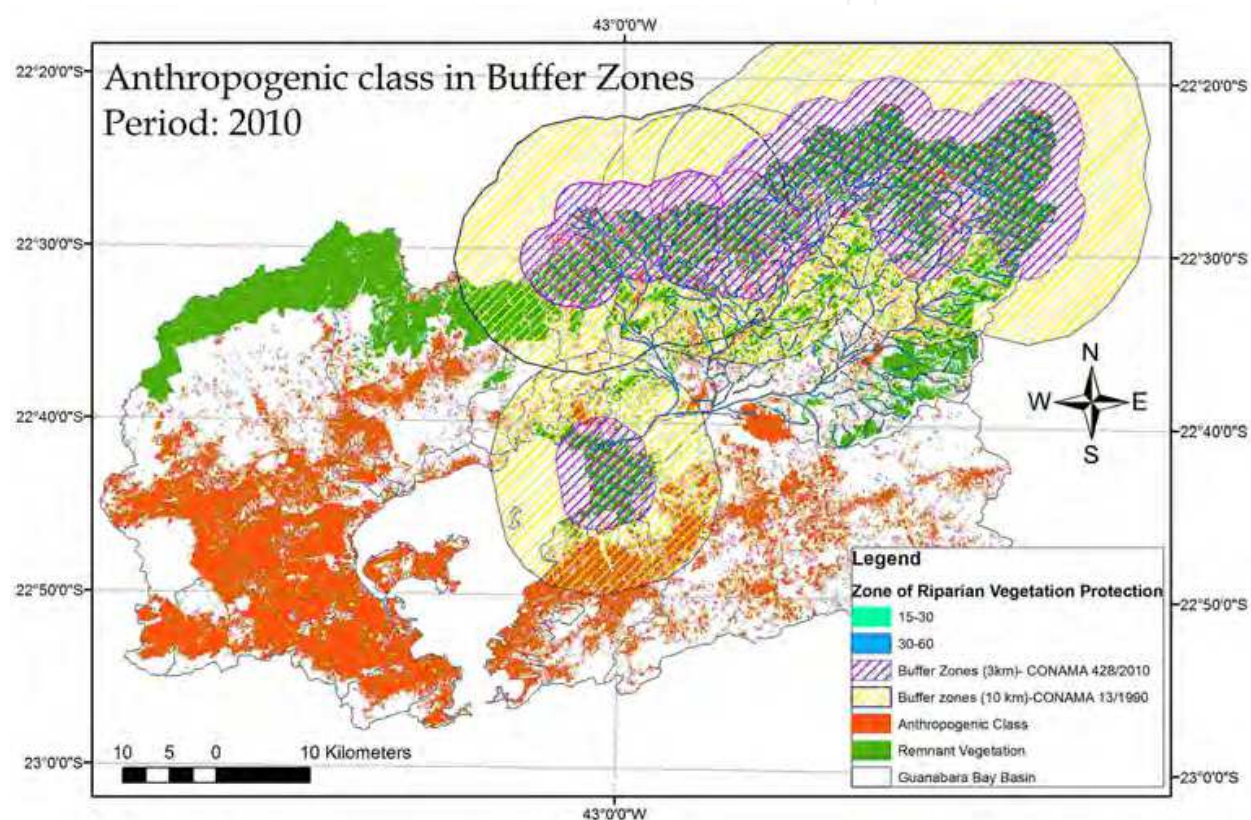 43°0'0"W
Anthropogenic class in Buffer Zones
Period: 2010
22°20'0"S
22°20'0"S
22°30'0"S
22°30'0"S
N
W
E
S
22°40'0"S
22°40'0"S
22°50'0"S
22°50'0"S
Legend
Zone of Riparian Vegetation Protection
15-30
30-60
Buffer Zones (3km)- CONAMA 428/2010
Buffer zones (10 km)-CONAMA 13/1990
Anthropogenic Class
Remnant Vegetation
Guanabara Bay Basin
10 5 0 10 Kilometers
23°0'0"S
23°0'0"S
43°0'0"W